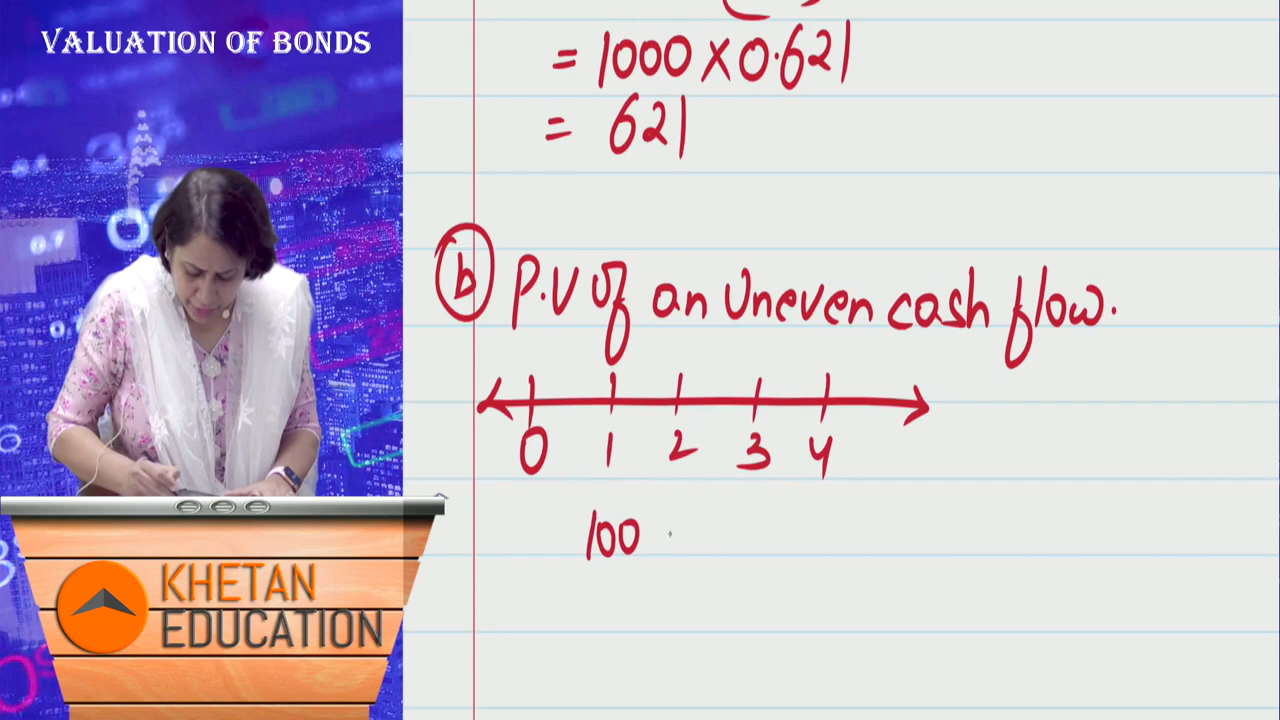 VALUATION OF BONDS
= 1000 × 0.621
= 621
(b) P.V of an Uneven cash flow.
0 1 2 3 4
100
KHETAN
EDUCATION